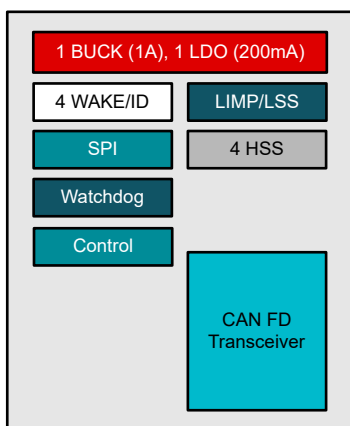 1 BUCK (1A), 1 LDO (200mA)
4 WAKE/ID
LIMP/LSS
SPI
4 HSS
Watchdog
Control
CAN FD
Transceiver